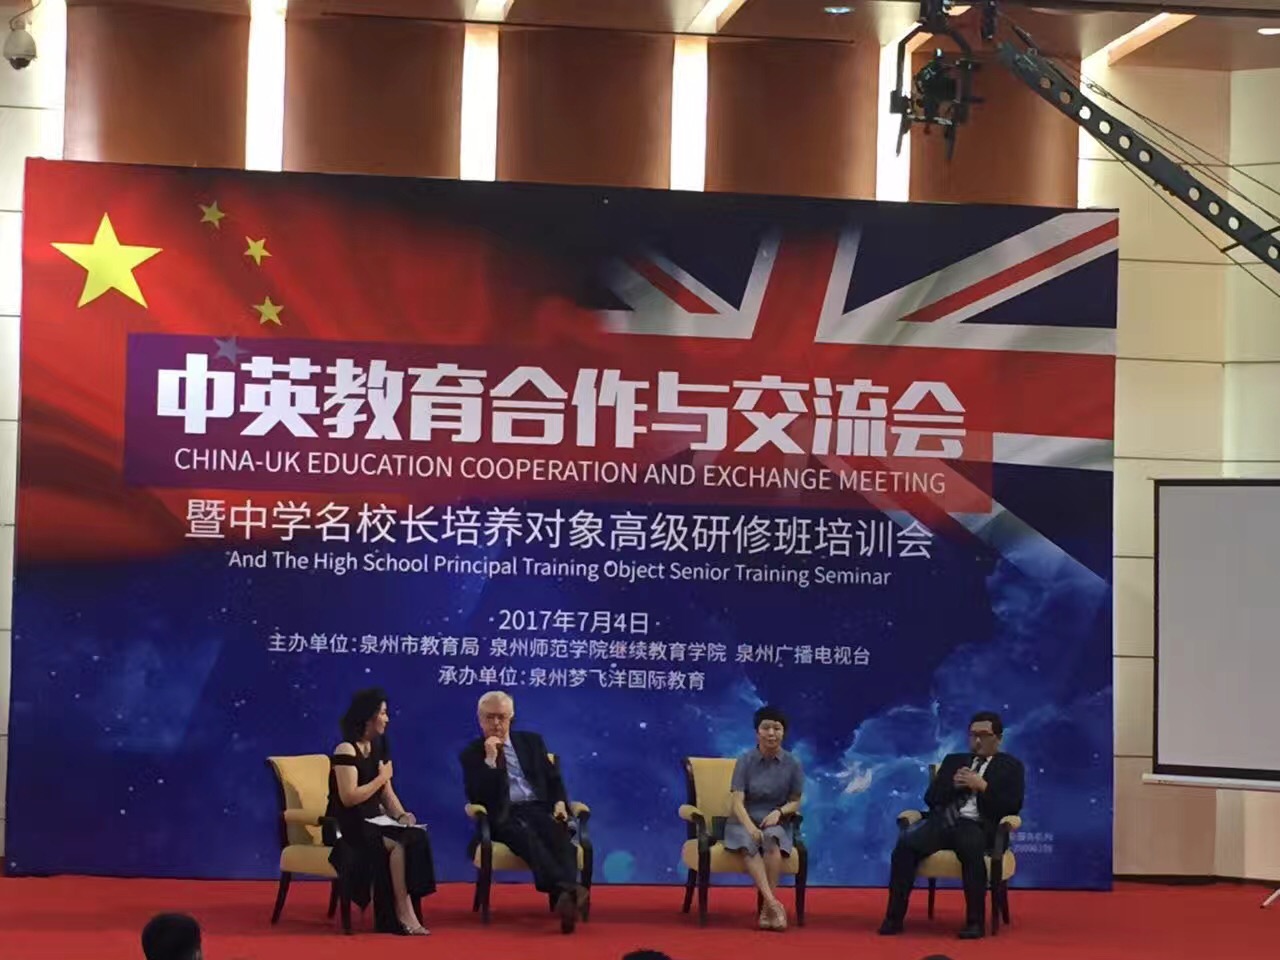 中英教育合作与交流会
CHINA-UK EDUCATION COOPERATION AND EXCHANGE MEETING
暨中学名校长培养对象高级研修班培训会
And The High School Principal Training Object Senior Training Seminar
·2017年7月4日·
主办单位：泉州市教育局 泉州师范学院继续教育学院 泉州广播电视台
承办单位：泉州梦飞洋国际教育